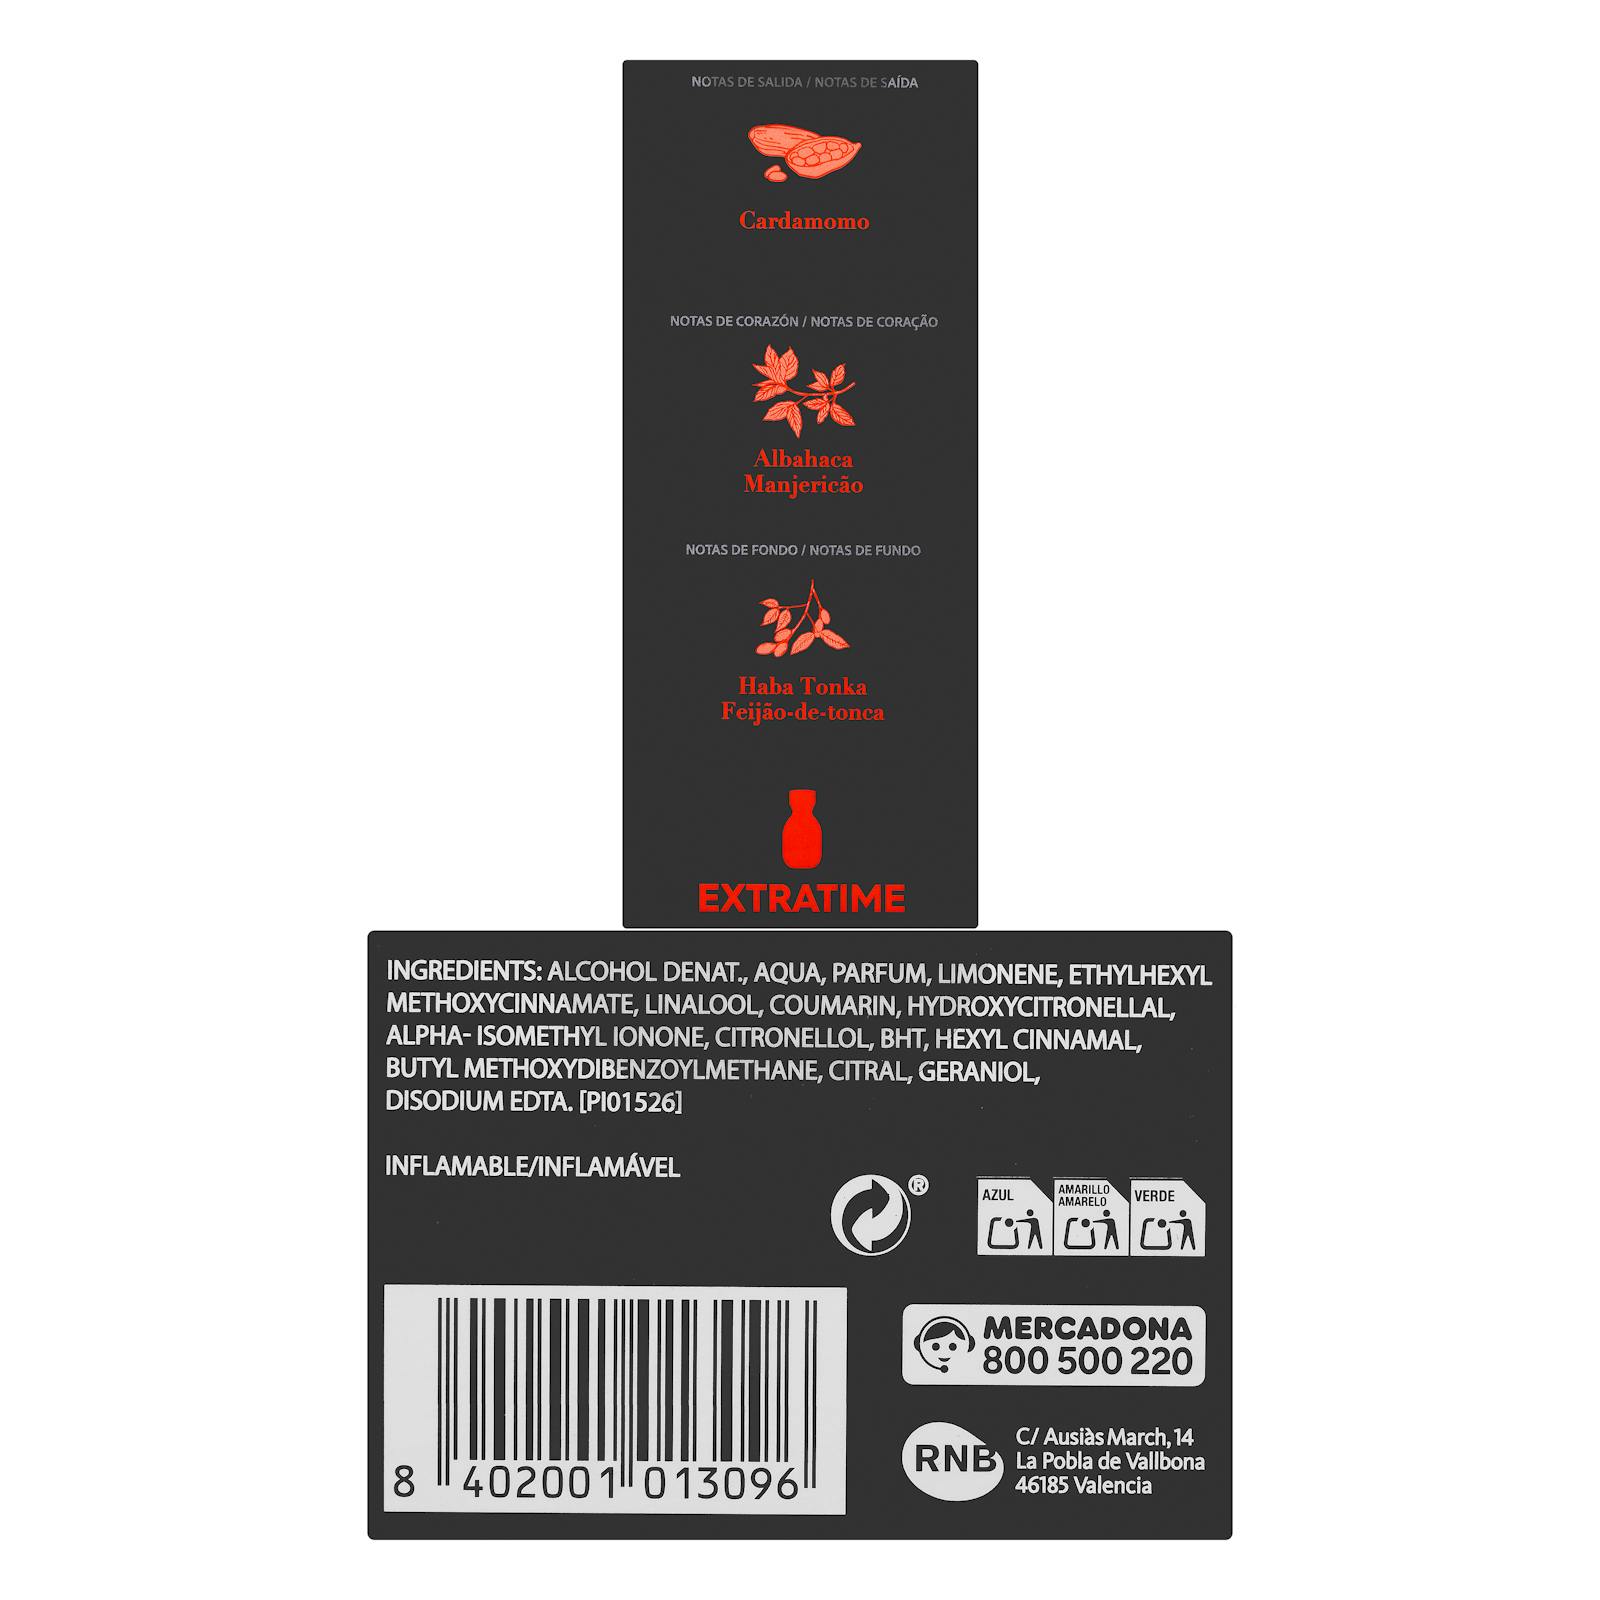 NOTAS DE SALIDA / NOTAS DE SAÍDA
Cardamomo
NOTAS DE CORAZÓN / NOTAS DE CORAÇÃO
Albahaca
Manjericão
NOTAS DE FONDO / NOTAS DE FUNDO
Haba Tonka
Feijão-de-tonca
EXTRATIME
INGREDIENTS: ALCOHOL DENAT., AQUA, PARFUM, LIMONENE, ETHYLHEXYL
METHOXYCINNAMATE, LINALOOL, COUMARIN, HYDROXYCITRONELLAL,
ALPHA- ISOMETHYL IONONE, CITRONELLOL, BHT, HEXYL CINNAMAL,
BUTYL METHOXYDIBENZOYLMETHANE, CITRAL, GERANIOL,
DISODIUM EDTA. [PI01526]
INFLAMABLE/INFLAMÁVEL
®
AZUL
AMARILLO
AMARELO
VERDE
MERCADONA
800 500 220
8 402001 013096
RNB
C/ Ausiàs March, 14
La Pobla de Vallbona
46185 Valencia